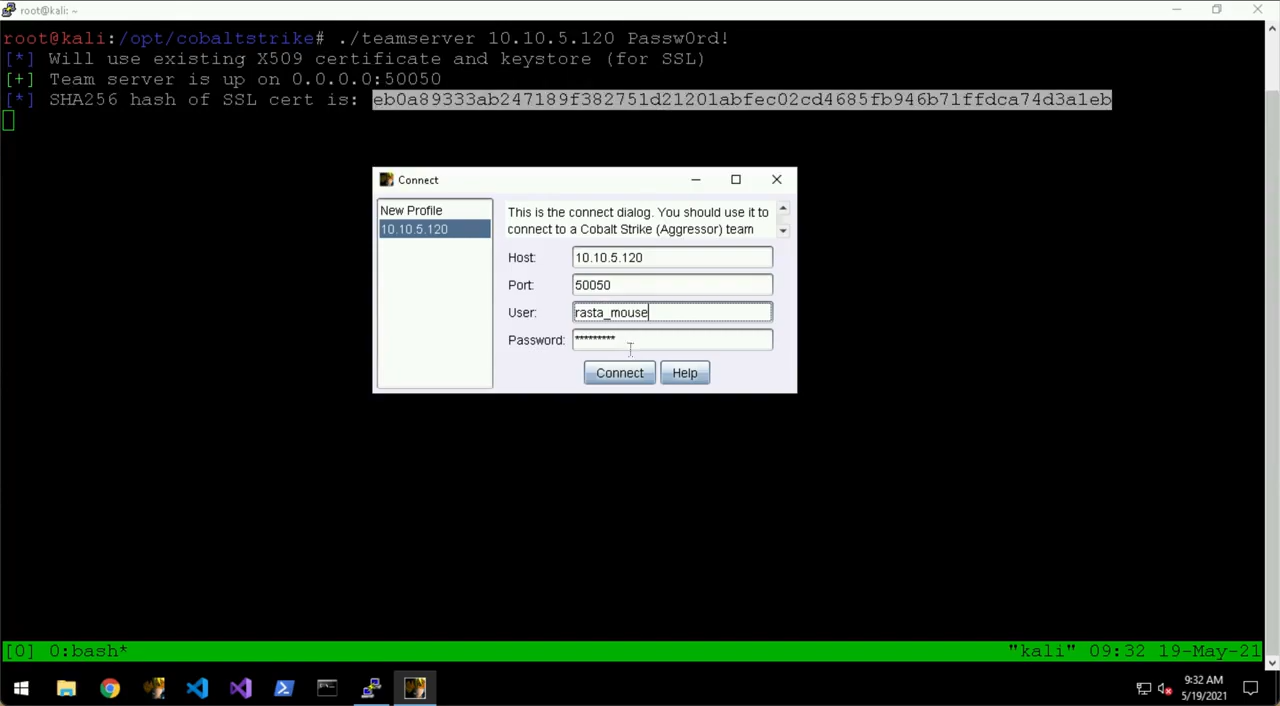 root@kali: ~
root@kali:/opt/cobaltstrike# ./teamserver 10.10.5.120 Passw0rd!
[*] Will use existing X509 certificate and keystore (for SSL)
[+] Team server is up on 0.0.0.0:50050
[*] SHA256 hash of SSL cert is: eb0a89333ab247189f382751d21201abfec02cd4685fb946b71ffdca74d3a1eb
Connect
New Profile
10.10.5.120
This is the connect dialog. You should use it to
connect to a Cobalt Strike (Aggressor) team
Host: 10.10.5.120
Port: 50050
User: rasta_mouse
Password: *********
Connect Help
[0] 0:bash* "kali" 09:32 19-May-21
9:32 AM
5/19/2021